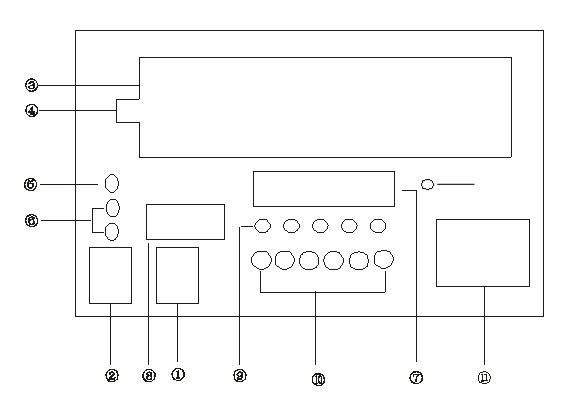 ③
④
⑤
⑥
② ⑧ ① ⑨ ⑩ ⑦ ⑪